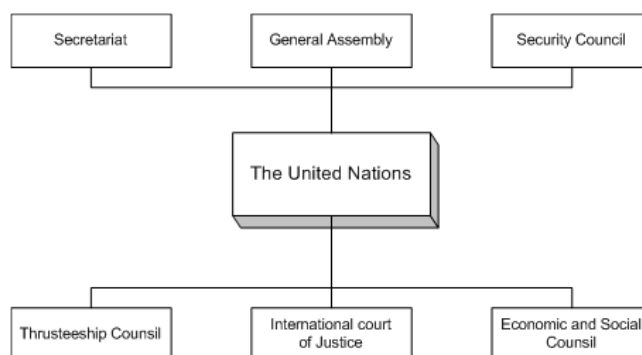 Secretariat
General Assembly
Security Council
The United Nations
Thrusteeship Counsil
International court
of Justice
Economic and Social
Counsil